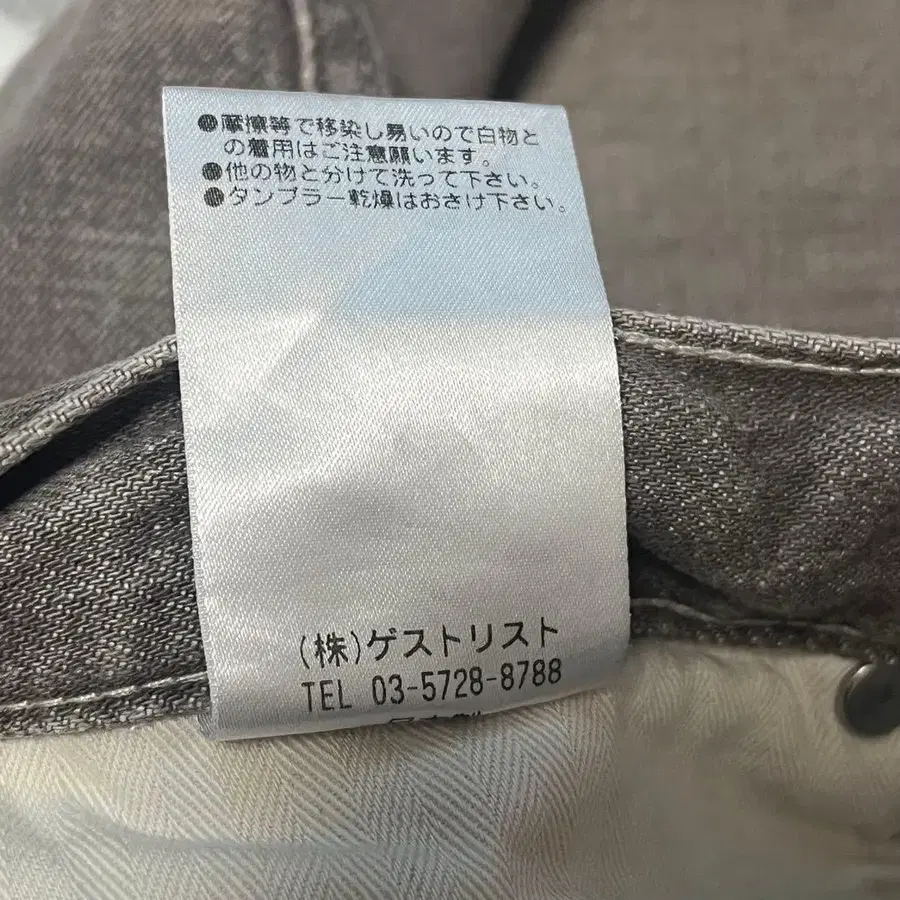 ●摩擦等で移染し易いので白物と
の着用はご注意願います。
●他の物と分けて洗って下さい。
●タンブラー乾燥はおさけ下さい。
(株)ゲストリスト
TEL 03-5728-8788